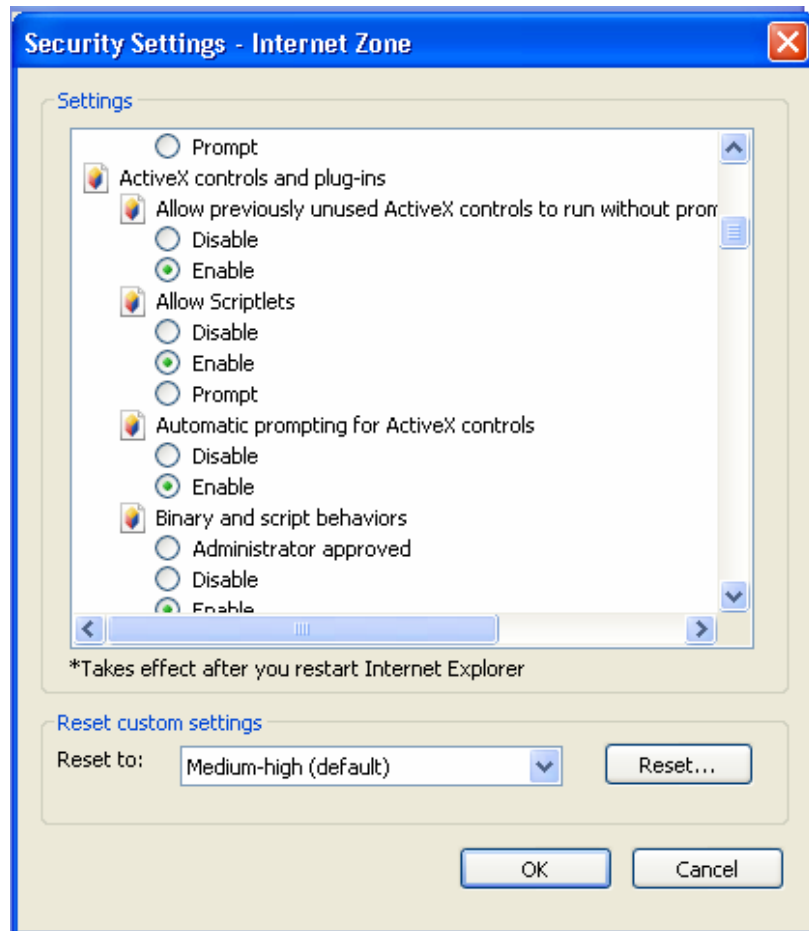 Security Settings - Internet Zone
Settings
Prompt
ActiveX controls and plug-ins
Allow previously unused ActiveX controls to run without prom
Disable
Enable
Allow Scriptlets
Disable
Enable
Prompt
Automatic prompting for ActiveX controls
Disable
Enable
Binary and script behaviors
Administrator approved
Disable
Enable
*Takes effect after you restart Internet Explorer
Reset custom settings
Reset to: Medium-high (default) Reset...
OK Cancel